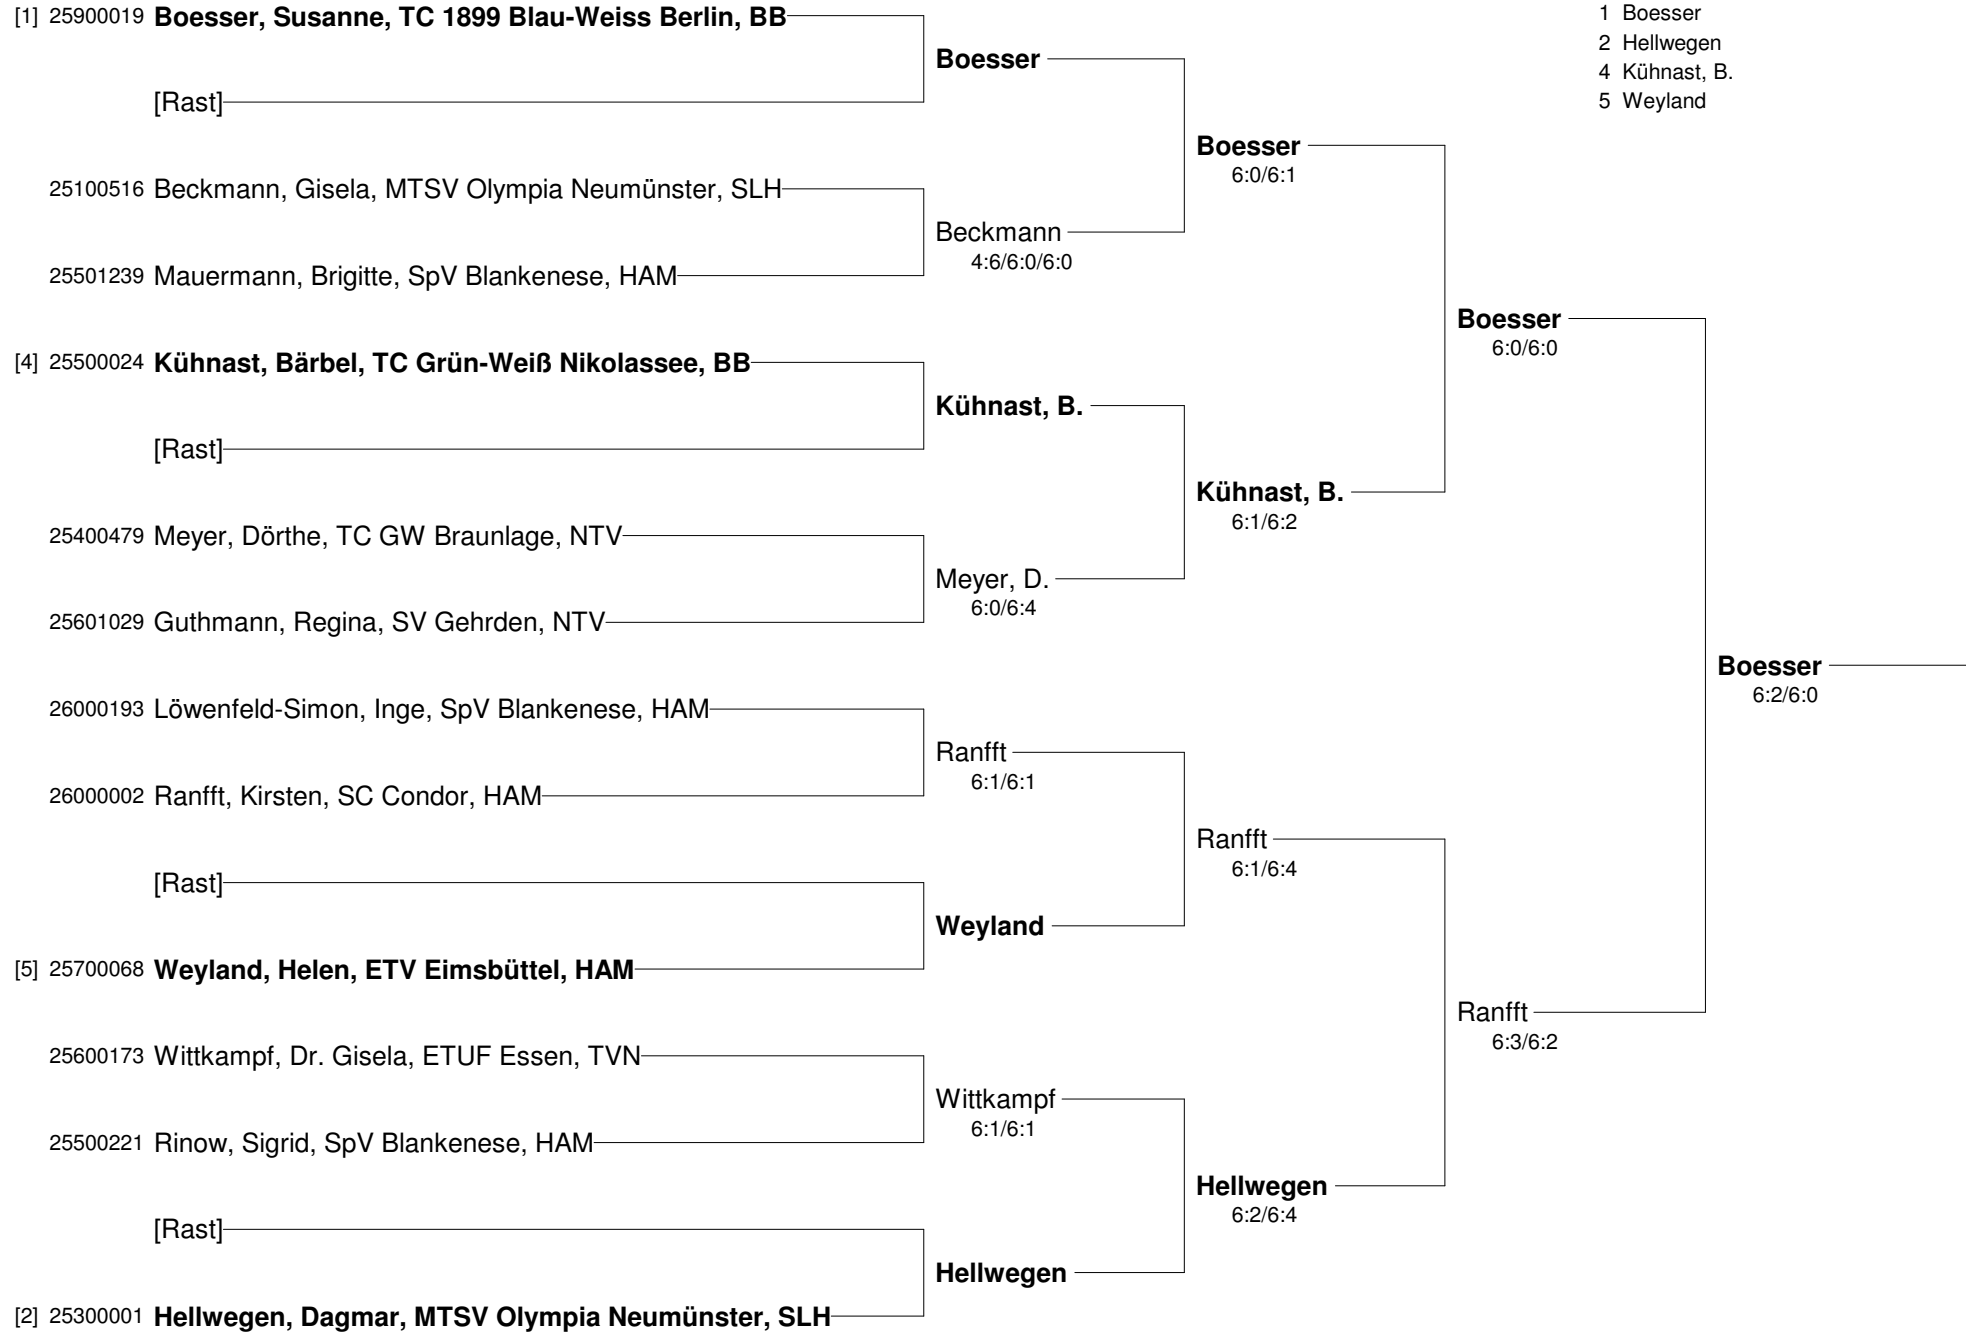 [1] 25900019 Boesser, Susanne, TC 1899 Blau-Weiss Berlin, BB
[Rast]
25100516 Beckmann, Gisela, MTSV Olympia Neumünster, SLH
25501239 Mauermann, Brigitte, SpV Blankenese, HAM
[4] 25500024 Kühnast, Bärbel, TC Grün-Weiß Nikolassee, BB
[Rast]
25400479 Meyer, Dörthe, TC GW Braunlage, NTV
25601029 Guthmann, Regina, SV Gehrden, NTV
26000193 Löwenfeld-Simon, Inge, SpV Blankenese, HAM
26000002 Ranfft, Kirsten, SC Condor, HAM
[Rast]
[5] 25700068 Weyland, Helen, ETV Eimsbüttel, HAM
25600173 Wittkampf, Dr. Gisela, ETUF Essen, TVN
25500221 Rinow, Sigrid, SpV Blankenese, HAM
[Rast]
[2] 25300001 Hellwegen, Dagmar, MTSV Olympia Neumünster, SLH
Boesser
Beckmann
4:6/6:0/6:0
Kühnast, B.
Meyer, D.
6:0/6:4
Ranfft
6:1/6:1
Weyland
Wittkampf
6:1/6:1
Hellwegen
Boesser
6:0/6:1
Kühnast, B.
6:1/6:2
Ranfft
6:1/6:4
Hellwegen
6:2/6:4
Boesser
6:0/6:0
Ranfft
6:3/6:2
Boesser
6:2/6:0
1 Boesser
2 Hellwegen
4 Kühnast, B.
5 Weyland